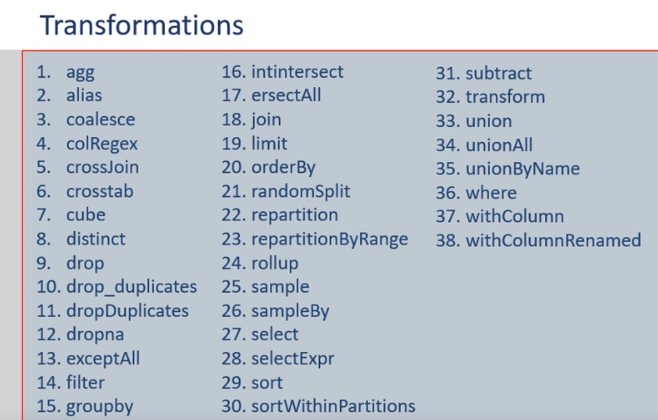 Transformations
1. agg
2. alias
3. coalesce
4. colRegex
5. crossJoin
6. crosstab
7. cube
8. distinct
9. drop
10. drop_duplicates
11. dropDuplicates
12. dropna
13. exceptAll
14. filter
15. groupby
16. intintersect
17. ersectAll
18. join
19. limit
20. orderBy
21. randomSplit
22. repartition
23. repartitionByRange
24. rollup
25. sample
26. sampleBy
27. select
28. selectExpr
29. sort
30. sortWithinPartitions
31. subtract
32. transform
33. union
34. unionAll
35. unionByName
36. where
37. withColumn
38. withColumnRenamed